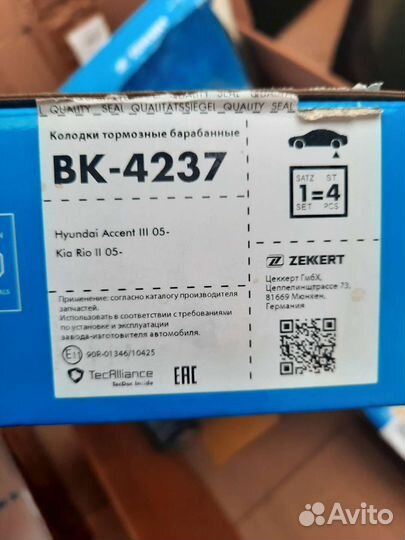 ZEKKERT
QUALITY SEAL QUALITÄTSSIEGEL QUALITY SEAL
Колодки тормозные барабанные
BK-4237
SATZ ST
1=4
SET PCS
Hyundai Accent III 05-
Kia Rio II 05-
ZEKKERT
Цеккерт ГмбХ,
Цеппелинштрассе 73,
81669 Мюнхен,
Германия
Применение: согласно каталогу производителя
запчастей.
Использовать в соответствии с требованиями
по установке и эксплуатации
завода-изготовителя автомобиля.
E11 90R-01346/10425
TecAlliance
TecDoc Inside
EAC
Avito